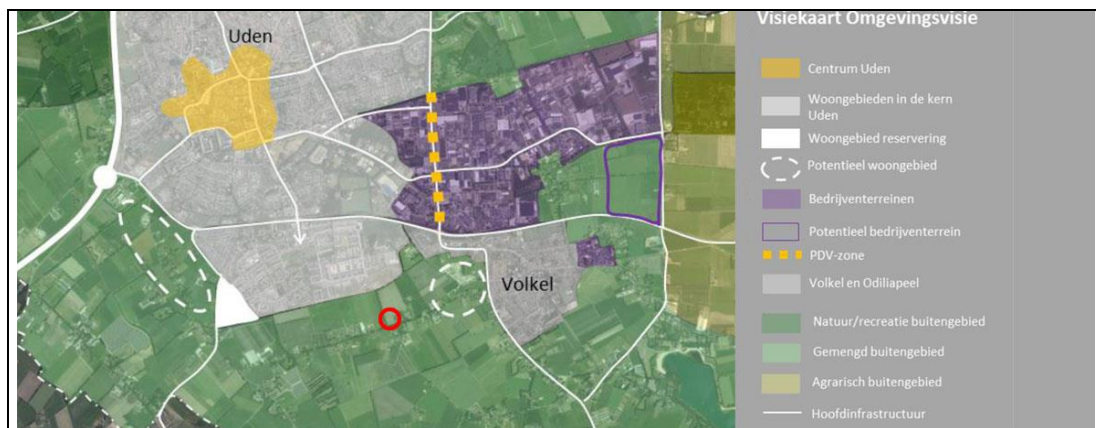 Visiekaart Omgevingsvisie
Uden
Volkel
Centrum Uden
Woongebieden in de kern
Uden
Woongebied reservering
Potentieel woongebied
Bedrijventerreinen
Potentieel bedrijventerrein
PDV-zone
Volkel en Odiliapeel
Natuur/recreatie buitengebied
Gemengd buitengebied
Agrarisch buitengebied
Hoofdinfrastructuur